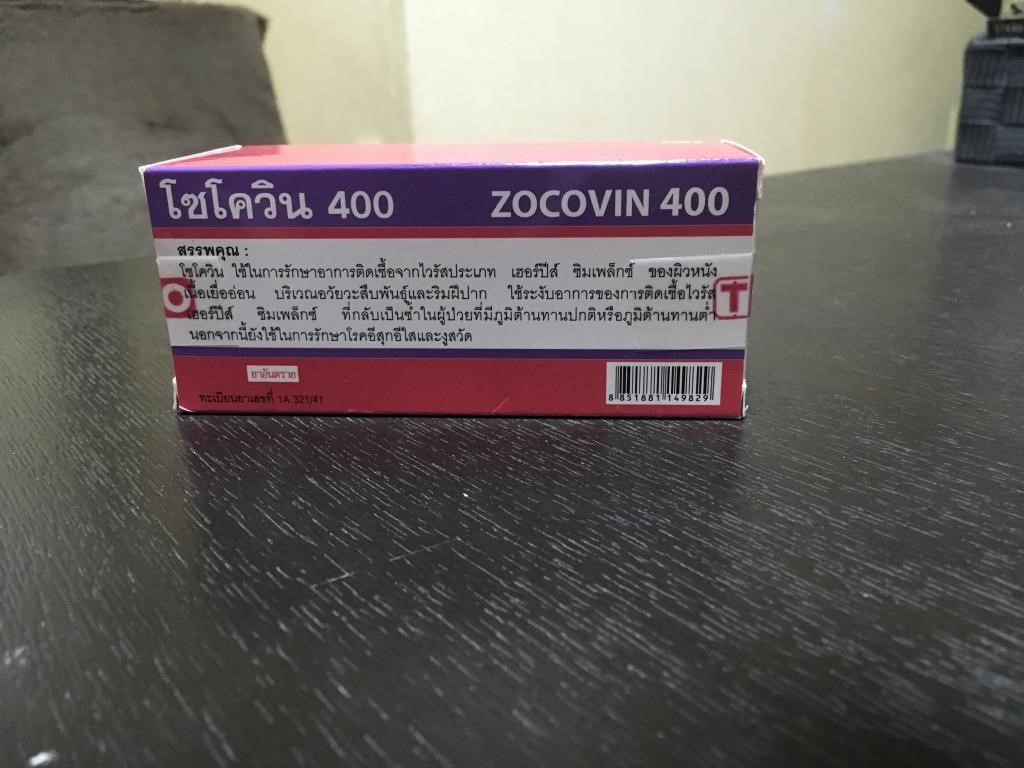 โซโควิน 400 ZOCOVIN 400
สรรพคุณ :
โซโควิน ใช้ในการรักษาอาการติดเชื้อจากไวรัสประเภท เฮอร์ปีส์ ซิมเพล็กซ์ ของผิวหนัง
เนื้อเยื่ออ่อน บริเวณอวัยวะสืบพันธุ์และริมฝีปาก ใช้ระงับอาการของการติดเชื้อไวรัส
เฮอร์ปีส์ ซิมเพล็กซ์ ที่กลับเป็นซ้ำในผู้ป่วยที่มีภูมิต้านทานปกติหรือภูมิต้านทานต่ำ
นอกจากนี้ยังใช้ในการรักษาโรคอีสุกอีใสและงูสวัด
O T
ยาอันตราย
ทะเบียนยาเลขที่ 1A 321/41
8 851881 149829